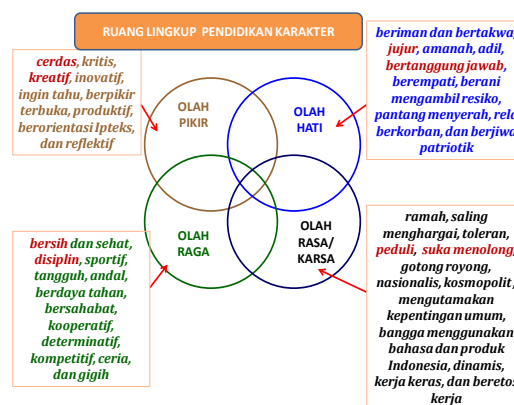 RUANG LINGKUP PENDIDIKAN KARAKTER
cerdas, kritis,
kreatif, inovatif,
ingin tahu, berpikir
terbuka, produktif,
berorientasi Ipteks,
dan reflektif
beriman dan bertakwa,
jujur, amanah, adil,
bertanggung jawab,
berempati, berani
mengambil resiko,
pantang menyerah, rela
berkorban, dan berjiwa
patriotik
OLAH
PIKIR
OLAH
HATI
OLAH
RAGA
OLAH
RASA/
KARSA
bersih dan sehat,
disiplin, sportif,
tangguh, andal,
berdaya tahan,
bersahabat,
kooperatif,
determinatif,
kompetitif, ceria,
dan gigih
ramah, saling
menghargai, toleran,
peduli, suka menolong,
gotong royong,
nasionalis, kosmopolit,
mengutamakan
kepentingan umum,
bangga menggunakan
bahasa dan produk
Indonesia, dinamis,
kerja keras, dan beretos
kerja